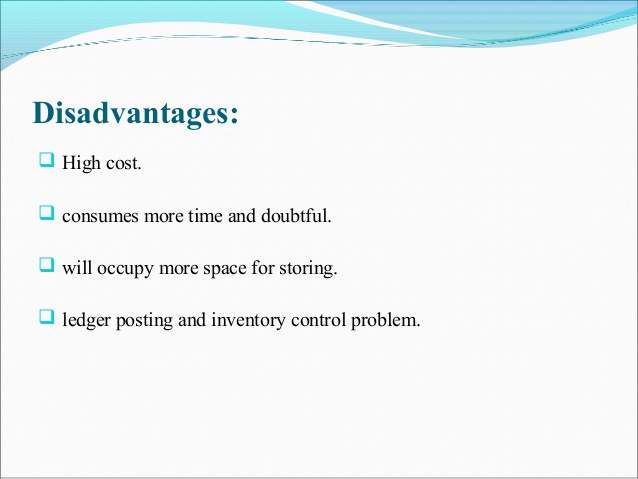 Disadvantages:
High cost.
consumes more time and doubtful.
will occupy more space for storing.
ledger posting and inventory control problem.